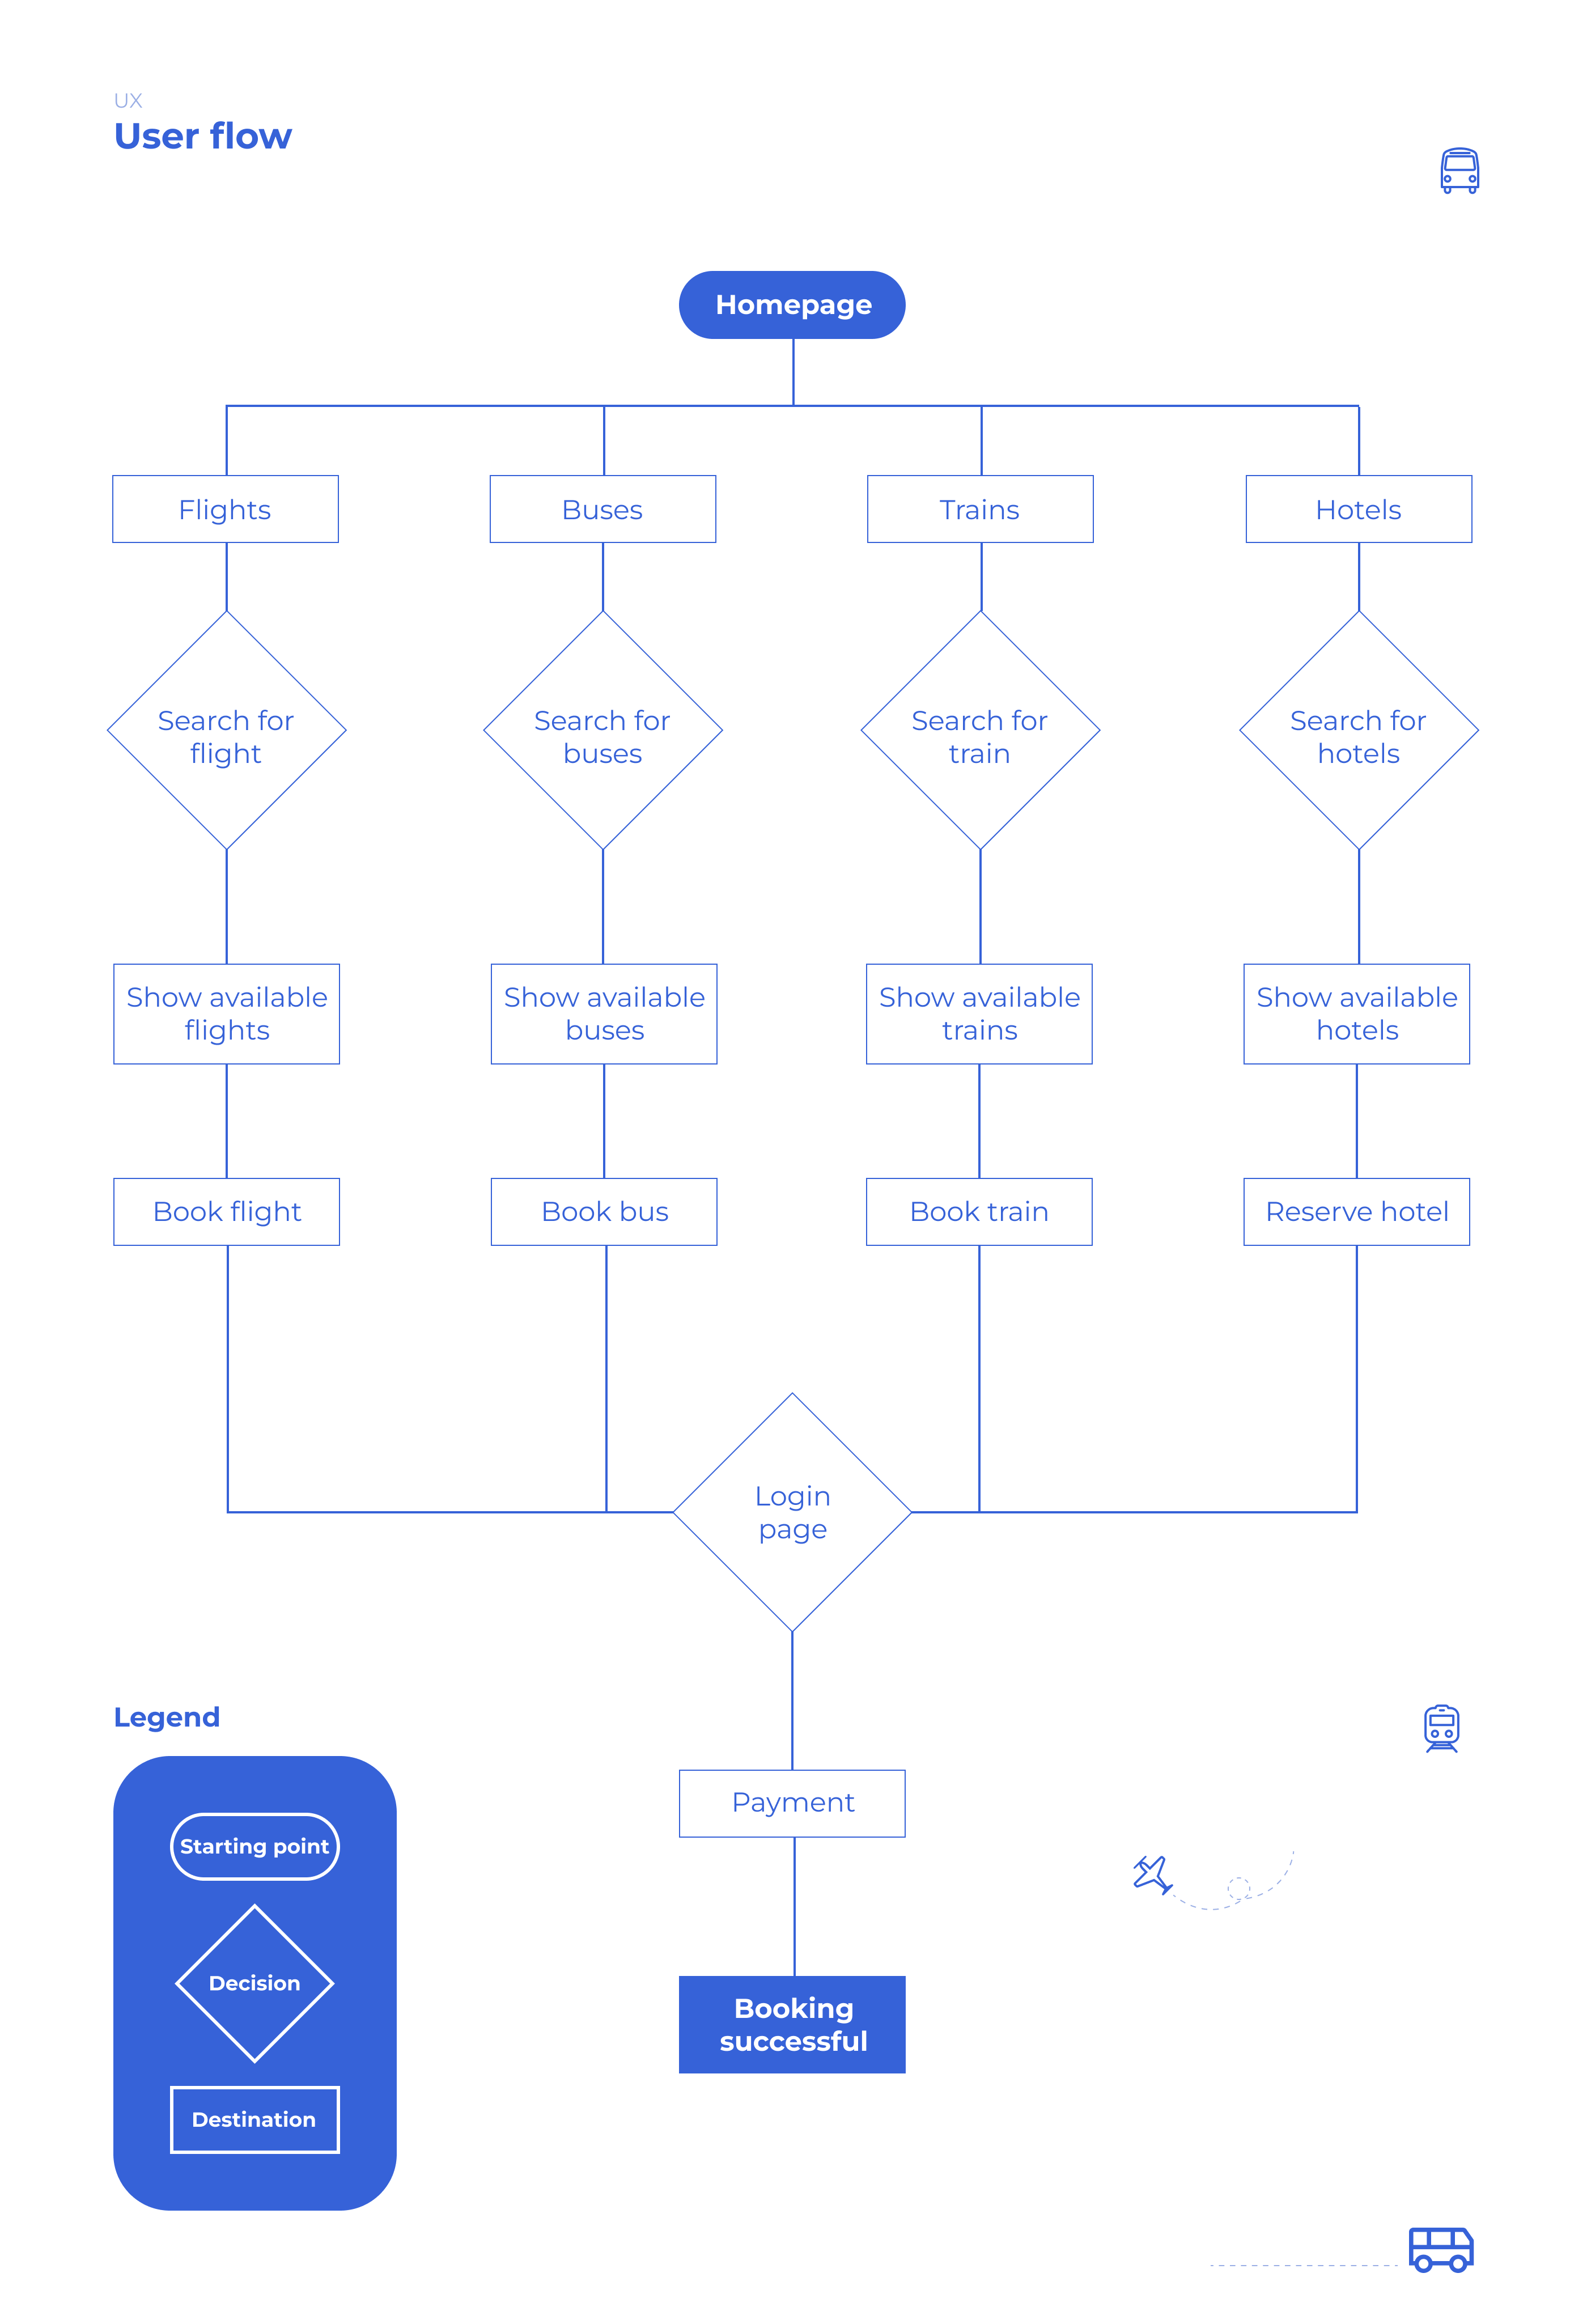 UX
User flow
Homepage
Flights
Buses
Trains
Hotels
Search for
flight
Search for
buses
Search for
train
Search for
hotels
Show available
flights
Show available
buses
Show available
trains
Show available
hotels
Book flight
Book bus
Book train
Reserve hotel
Login
page
Payment
Booking
successful
Legend
Starting point
Decision
Destination